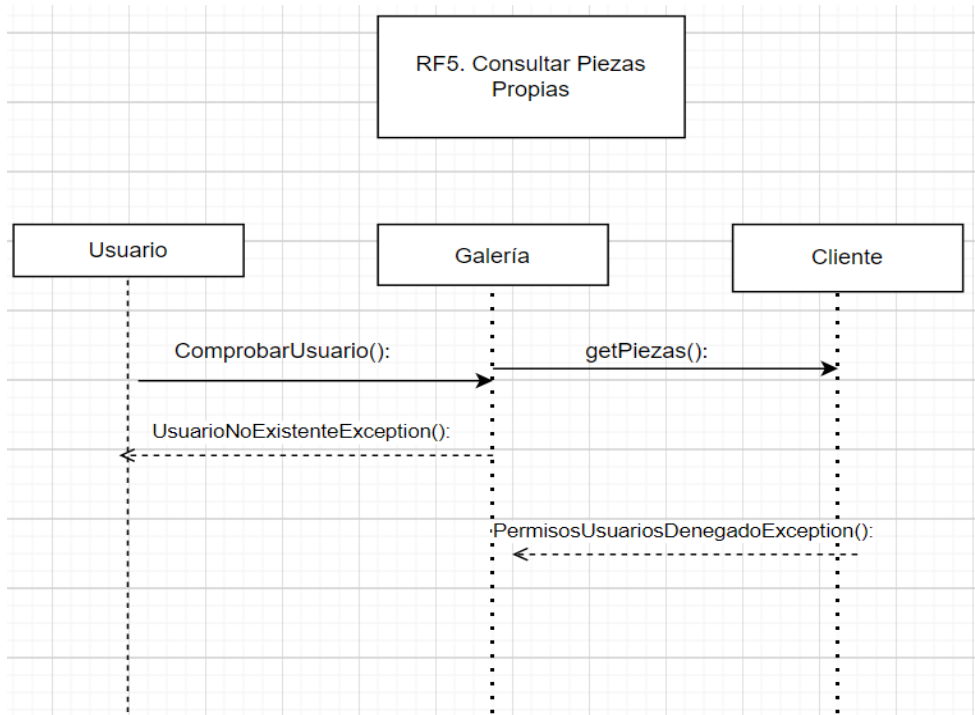 RF5. Consultar Piezas
Propias
Usuario
Galería
Cliente
ComprobarUsuario():
getPiezas():
UsuarioNoExistenteException():
PermisosUsuariosDenegadoException():